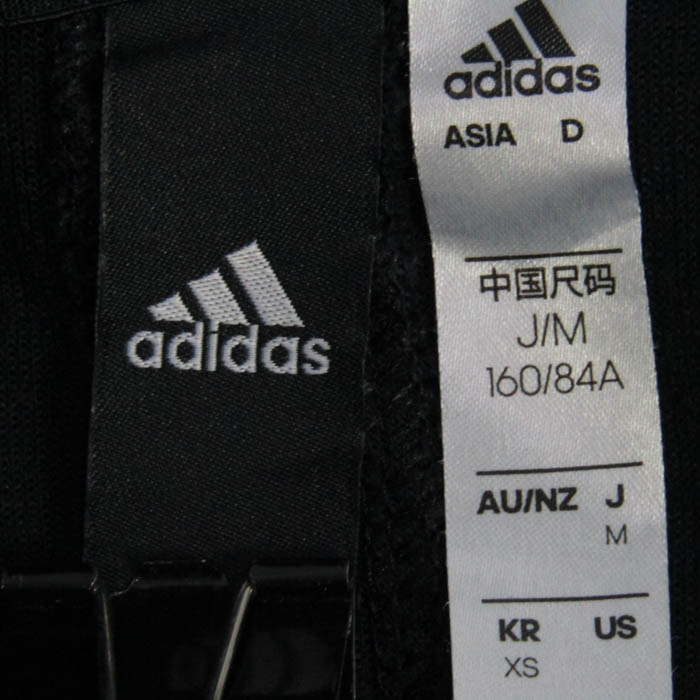 adidas
adidas
ASIA D
中国尺码
J/M
160/84A
AU/NZ J
M
KR US
XS